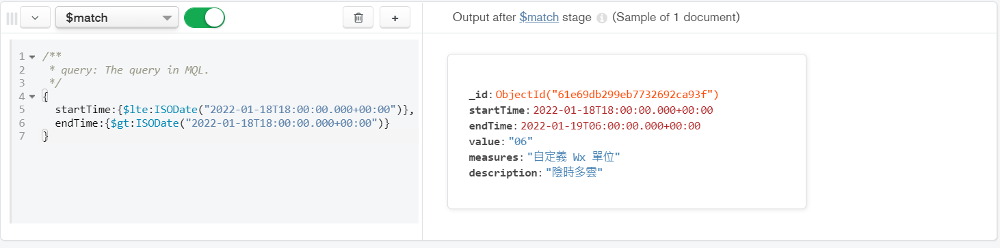 $match
Output after $match stage (Sample of 1 document)
1 /**
2 * query: The query in MQL.
3 */
4 {
5 startTime:{$lte:ISODate("2022-01-18T18:00:00.000+00:00")},
6 endTime:{$gt:ISODate("2022-01-18T18:00:00.000+00:00")}
7 }
_id: ObjectId("61e69db299eb7732692ca93f")
startTime: 2022-01-18T18:00:00.000+00:00
endTime: 2022-01-19T06:00:00.000+00:00
value: "06"
measures: "自定義 Wx 單位"
description: "陰時多雲"